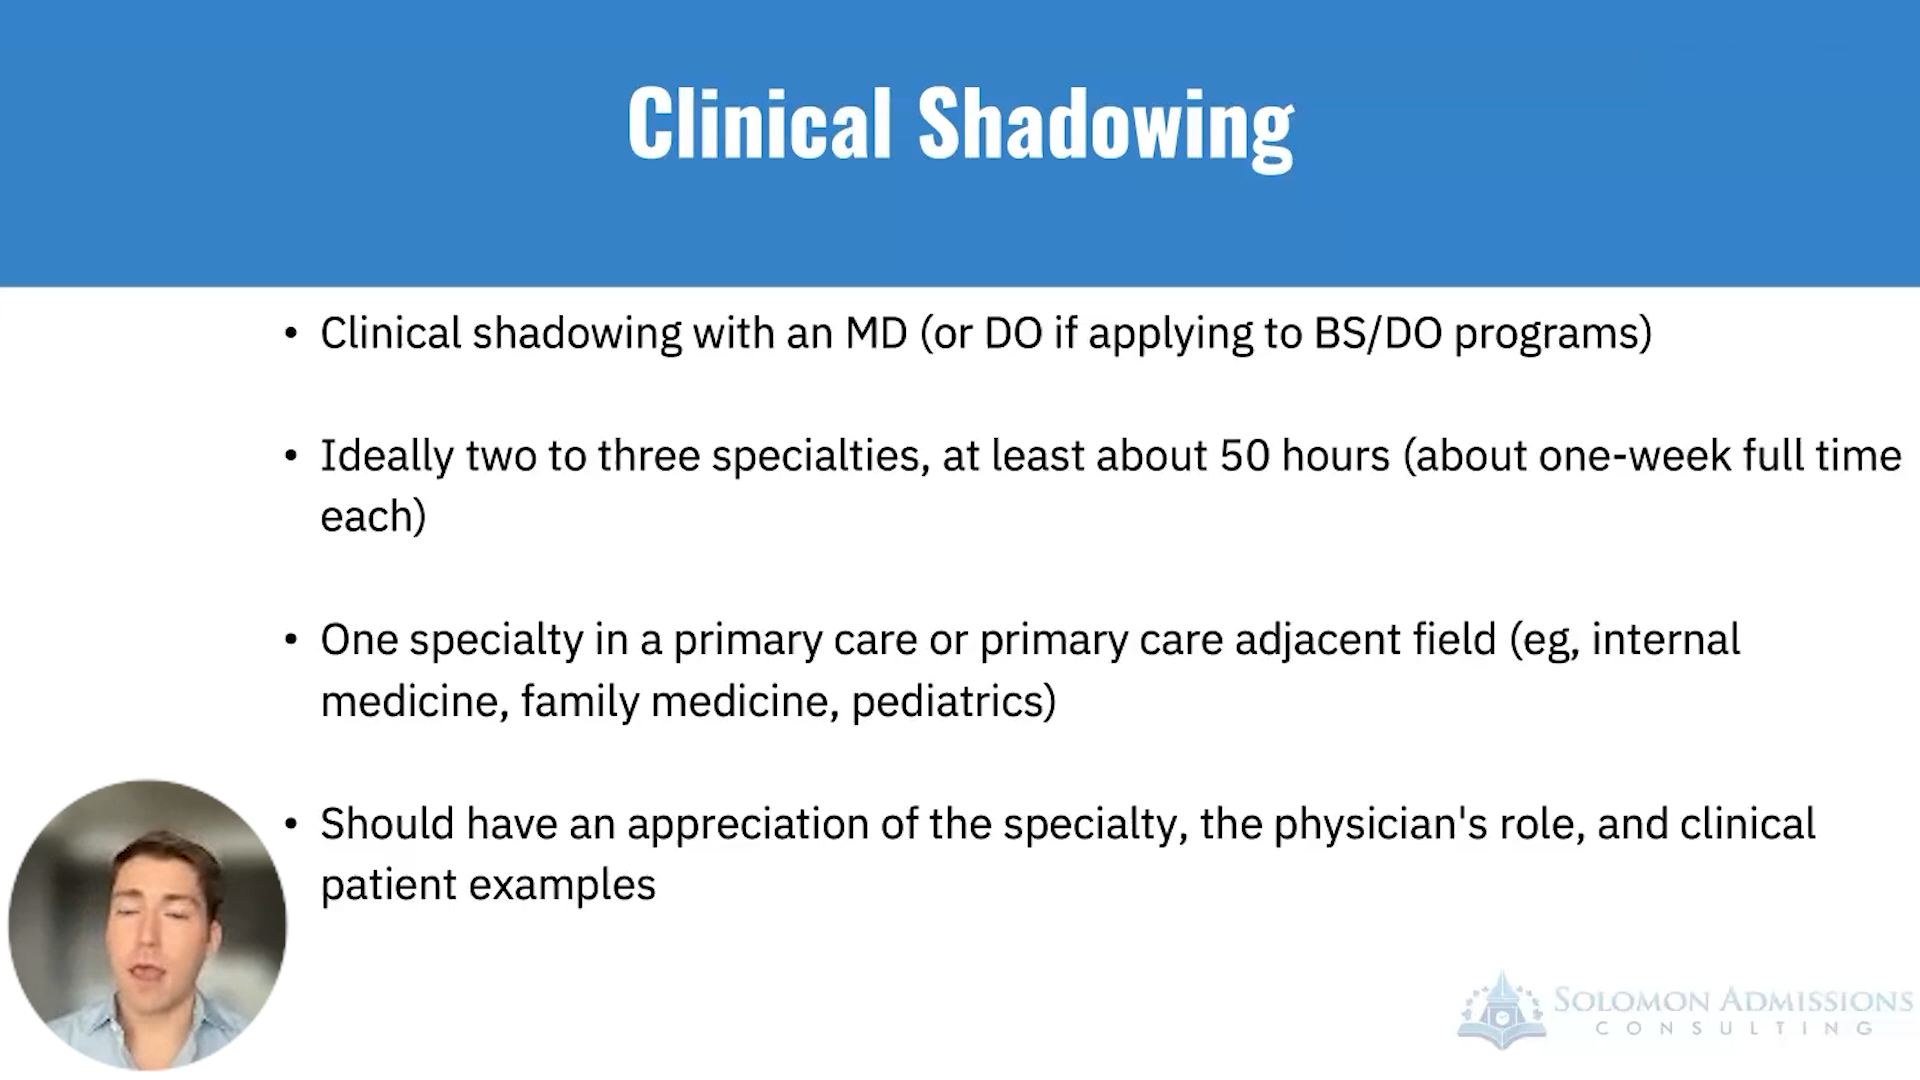 Clinical Shadowing
• Clinical shadowing with an MD (or DO if applying to BS/DO programs)
• Ideally two to three specialties, at least about 50 hours (about one-week full time
each)
• One specialty in a primary care or primary care adjacent field (eg, internal
medicine, family medicine, pediatrics)
• Should have an appreciation of the specialty, the physician's role, and clinical
patient examples
SOLOMON ADMISSIONS
CONSULTING